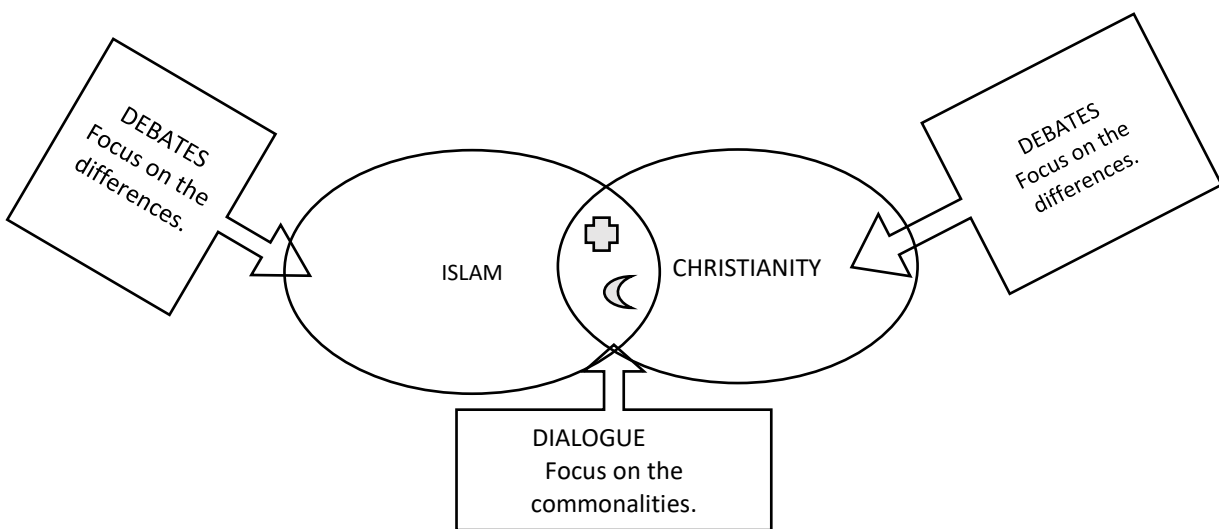 DEBATES
Focus on the
differences.
ISLAM
CHRISTIANITY
DEBATES
Focus on the
differences.
DIALOGUE
Focus on the
commonalities.